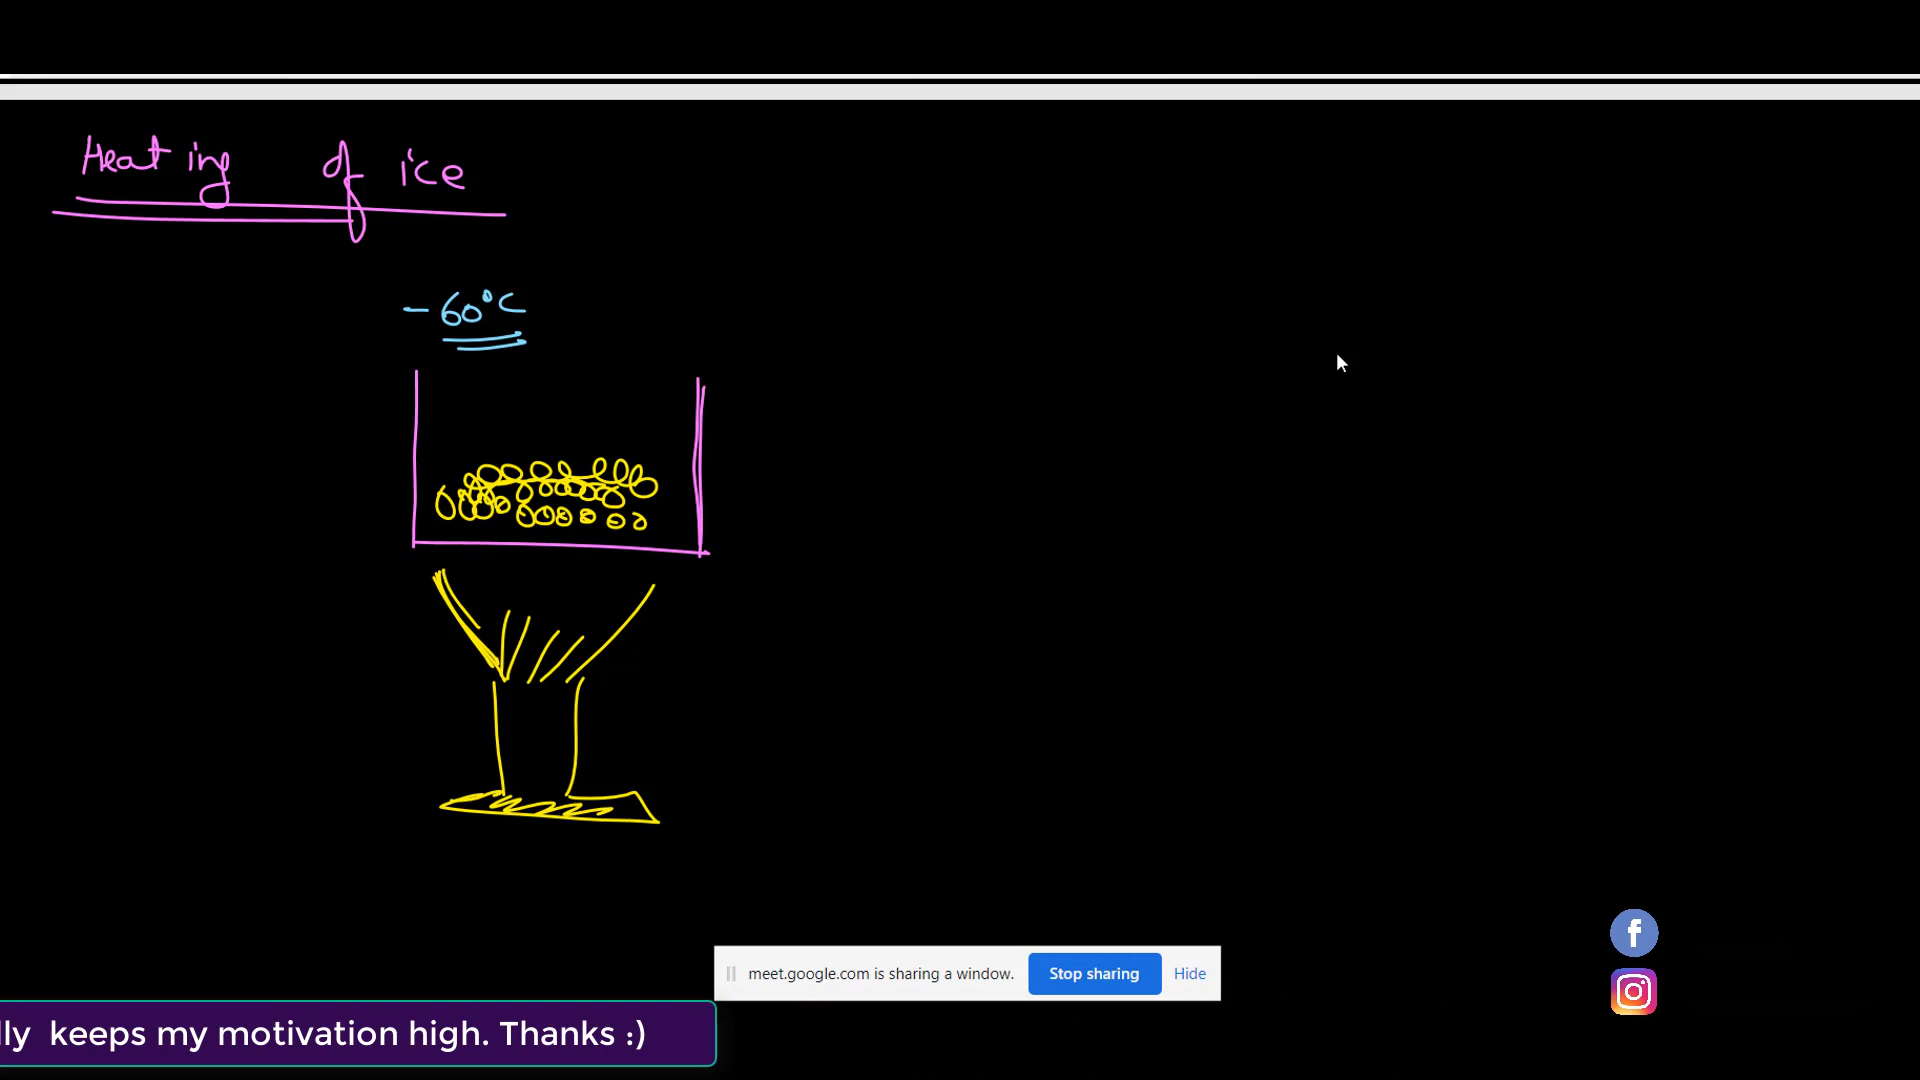 Heating of ice
- 60°C
meet.google.com is sharing a window. Stop sharing Hide
lly keeps my motivation high. Thanks :)